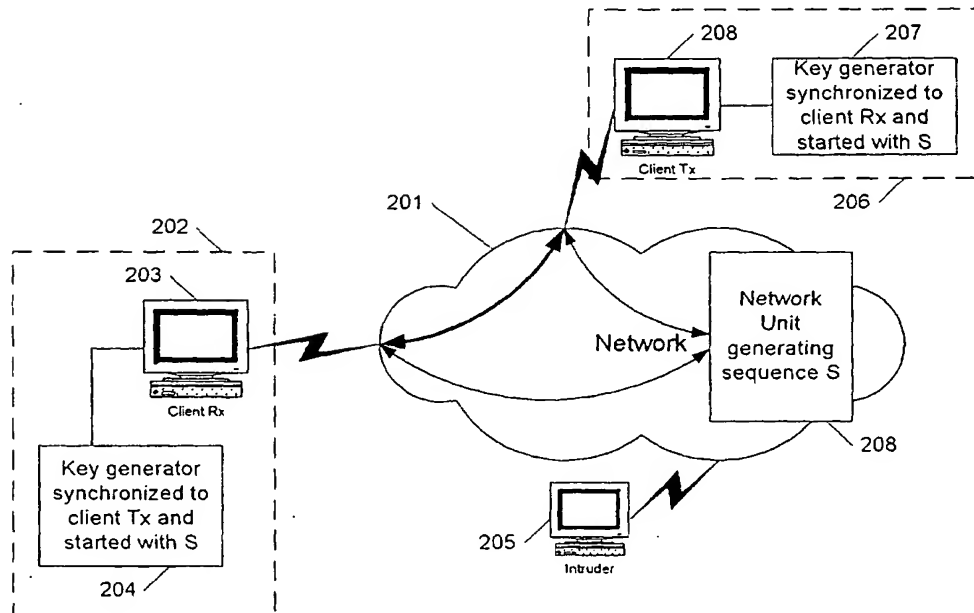 208
207
Key generator
synchronized to
client Rx and
started with S
Client Tx
206
201
202
203
Client Rx
Network
Network
Unit
generating
sequence S
208
Key generator
synchronized to
client Tx and
started with S
204
205
Intruder